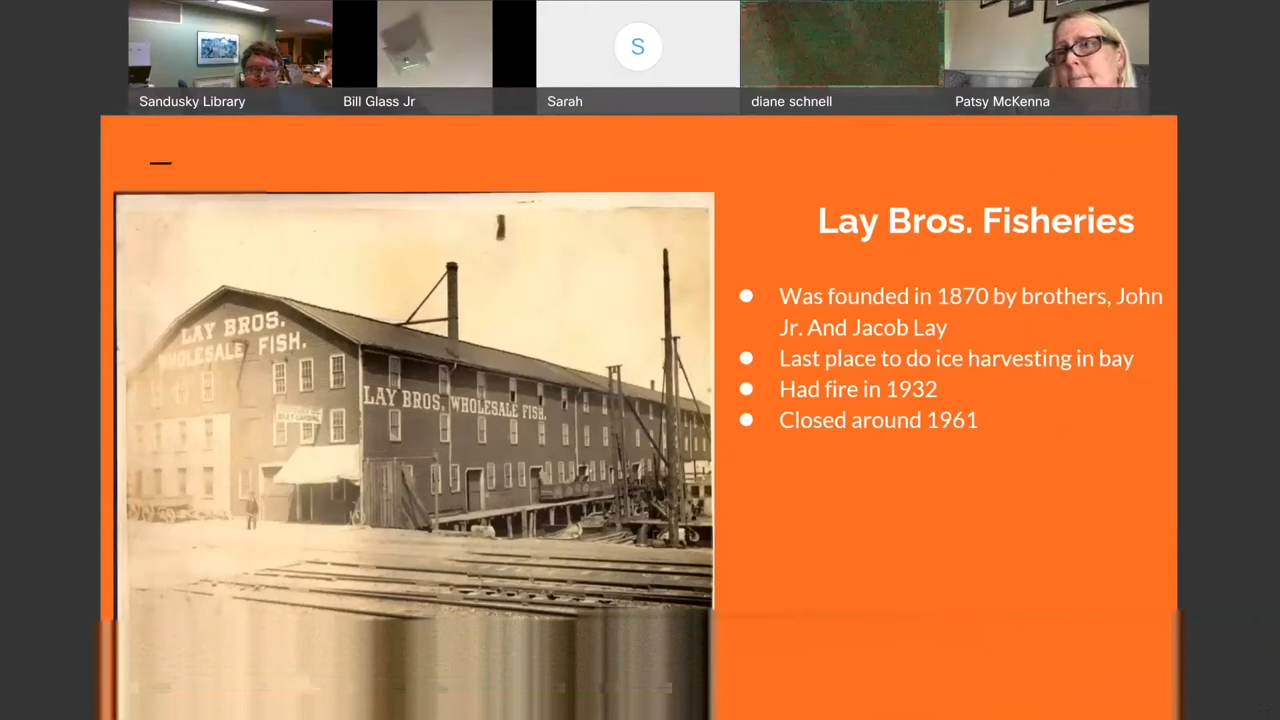 Sandusky Library
Bill Glass Jr
S
Sarah
diane schnell
Patsy McKenna
Lay Bros. Fisheries
Was founded in 1870 by brothers, John
Jr. And Jacob Lay
Last place to do ice harvesting in bay
Had fire in 1932
Closed around 1961
LAY BROS.
WHOLESALE FISH.
LAY BROS. WHOLESALE FISH.